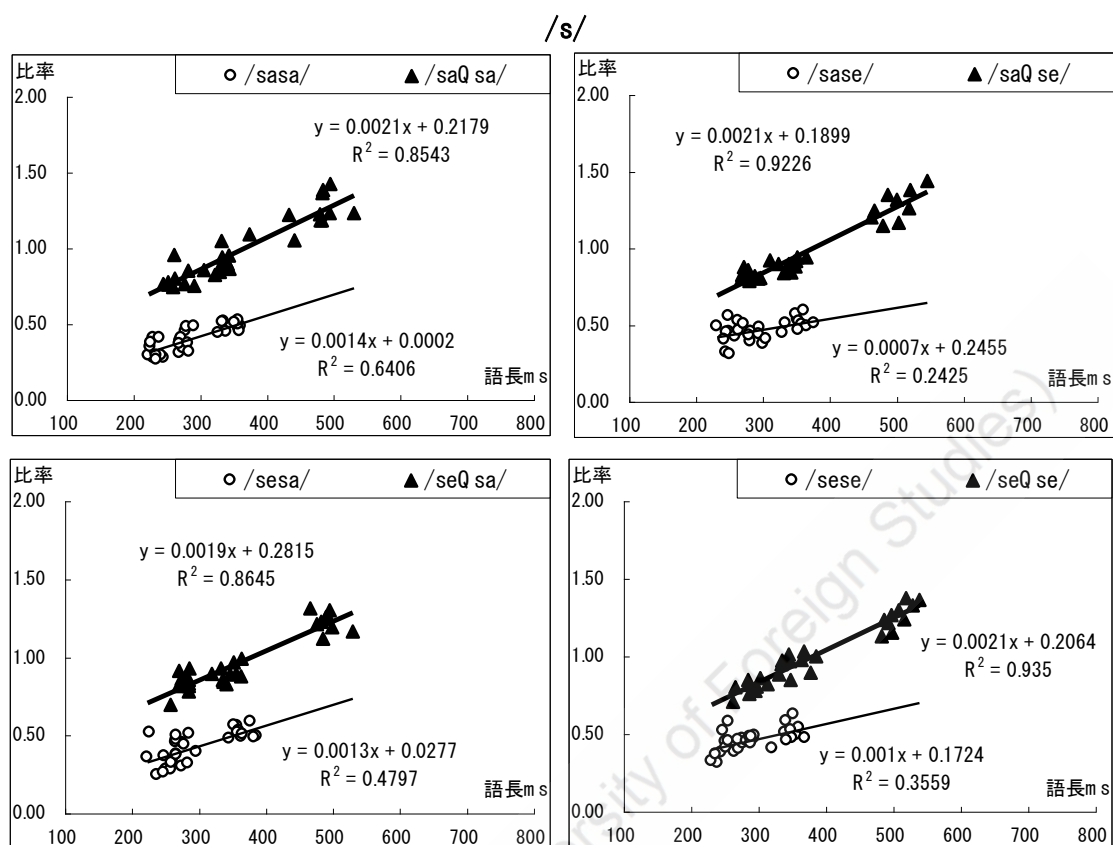 /s/
比率
○ /sasa/ ▲ /saQ sa/
2.00
1.50
1.00
0.50
0.00
y = 0.0021x + 0.2179
R² = 0.8543
y = 0.0014x + 0.0002
R² = 0.6406
語長ms
100 200 300 400 500 600 700 800
比率
○ /sase/ ▲ /saQ se/
2.00
1.50
1.00
0.50
0.00
y = 0.0021x + 0.1899
R² = 0.9226
y = 0.0007x + 0.2455
R² = 0.2425
語長ms
100 200 300 400 500 600 700 800
比率
○ /sesa/ ▲ /seQ sa/
2.00
1.50
1.00
0.50
0.00
y = 0.0019x + 0.2815
R² = 0.8645
y = 0.0013x + 0.0277
R² = 0.4797
語長ms
100 200 300 400 500 600 700 800
比率
○ /sese/ ▲ /seQ se/
2.00
1.50
1.00
0.50
0.00
y = 0.0021x + 0.2064
R² = 0.935
y = 0.001x + 0.1724
R² = 0.3559
語長ms
100 200 300 400 500 600 700 800
of Foreign Studies)